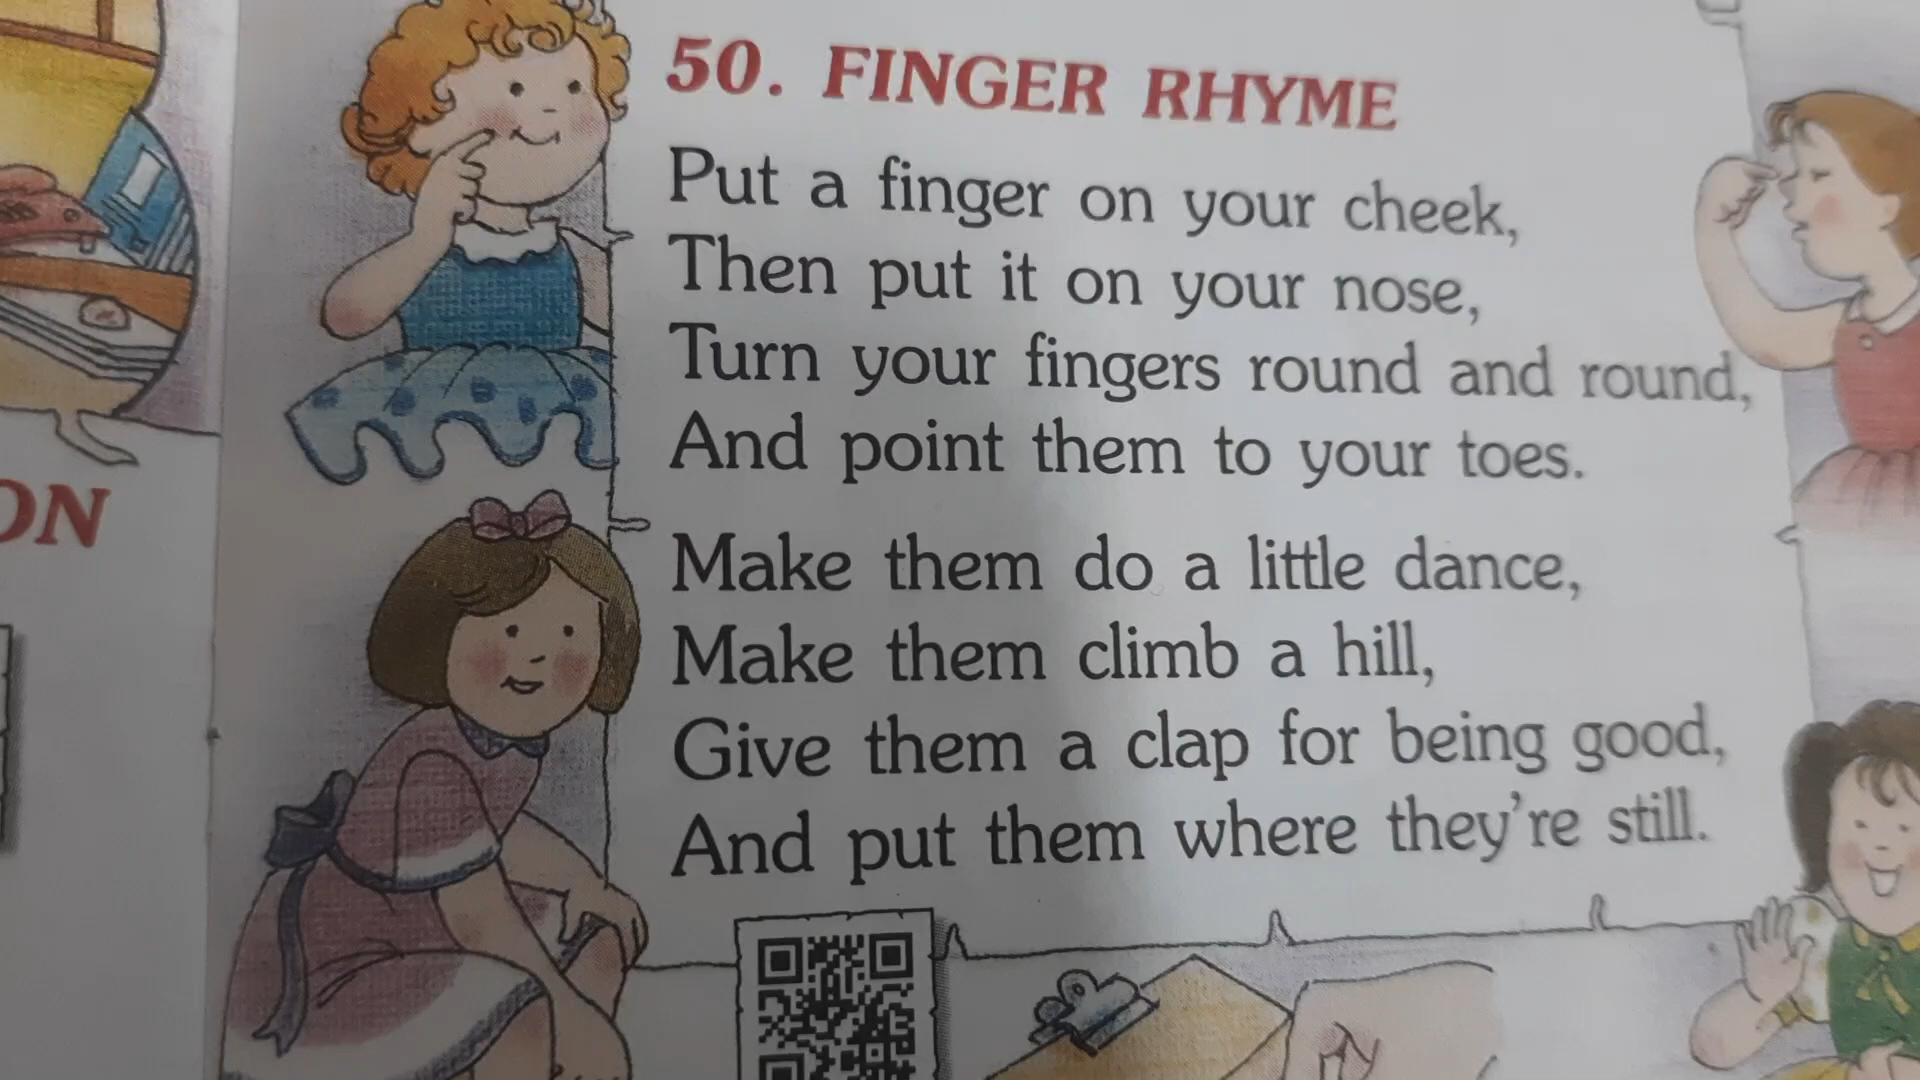 50. FINGER RHYME
Put a finger on your cheek,
Then put it on your nose,
Turn your fingers round and round,
And point them to your toes.
Make them do a little dance,
Make them climb a hill,
Give them a clap for being good,
And put them where they're still.
ON